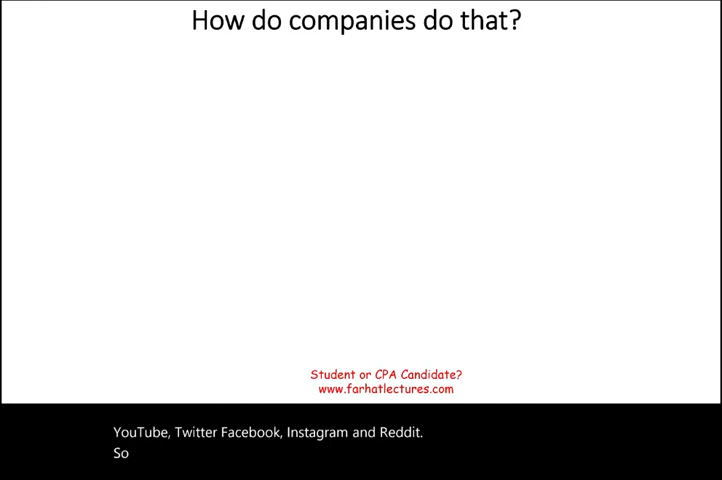 How do companies do that?
Student or CPA Candidate?
www.farhatlectures.com
YouTube, Twitter Facebook, Instagram and Reddit.
So